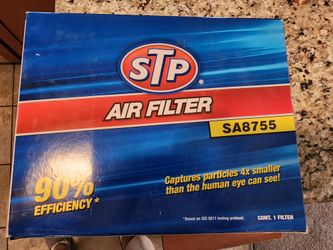 STP®
AIR FILTER
SA8755
Captures particles 4x smaller
than the human eye can see!
90%
EFFICIENCY*
*Based on ISO 5011 testing protocol.
CONT. 1 FILTER